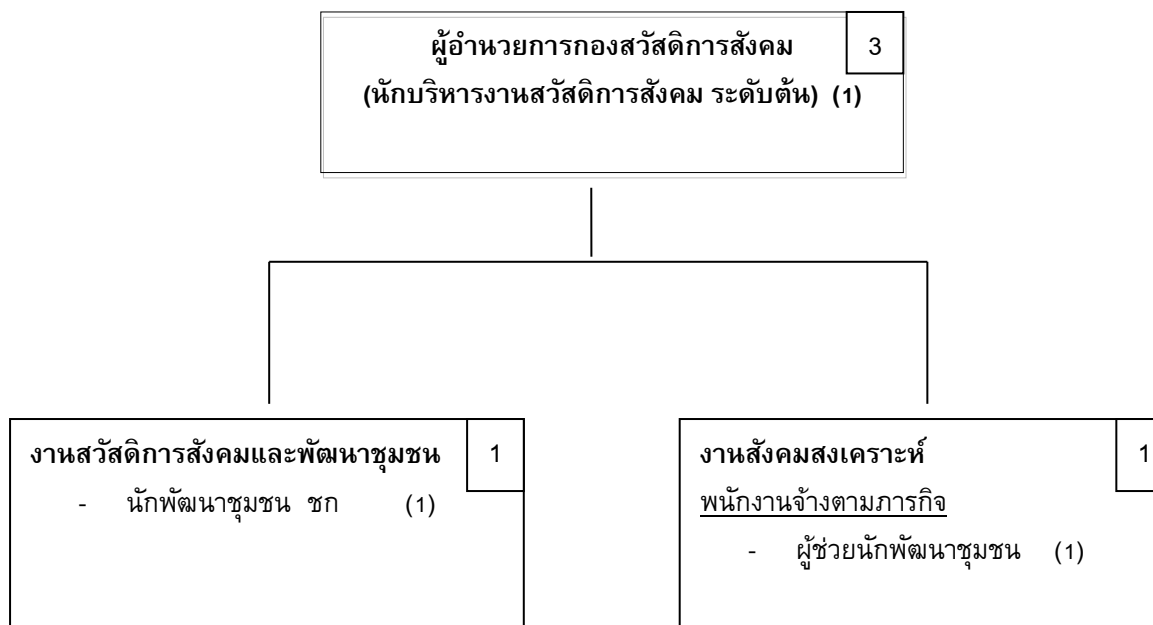 ผู้อำนวยการกองสวัสดิการสังคม
3
(นักบริหารงานสวัสดิการสังคม ระดับต้น) (1)
งานสวัสดิการสังคมและพัฒนาชุมชน
1
- นักพัฒนาชุมชน ชก (1)
งานสังคมสงเคราะห์
1
พนักงานจ้างตามภารกิจ
- ผู้ช่วยนักพัฒนาชุมชน (1)